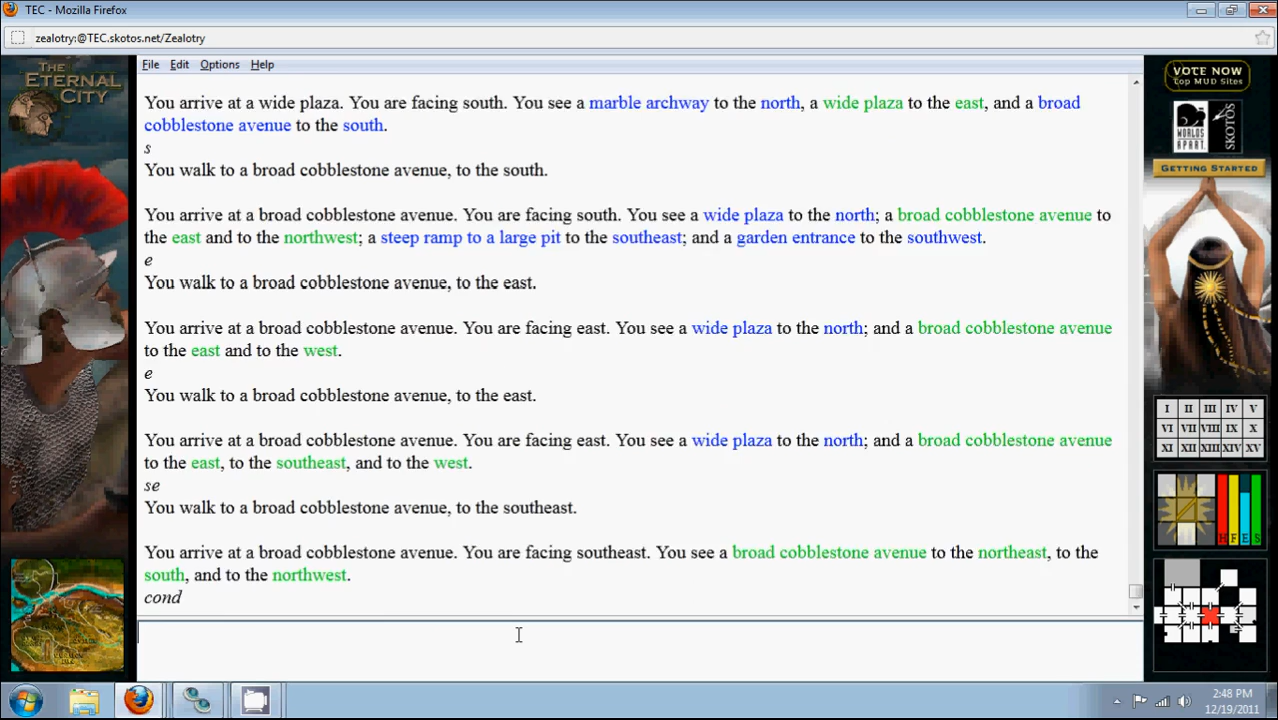 TEC - Mozilla Firefox
zealotry:@TEC.skotos.net/Zealotry
THE
ETERNAL
CITY
File Edit Options Help
You arrive at a wide plaza. You are facing south. You see a marble archway to the north, a wide plaza to the east, and a broad
cobblestone avenue to the south.
s
You walk to a broad cobblestone avenue, to the south.
You arrive at a broad cobblestone avenue. You are facing south. You see a wide plaza to the north; a broad cobblestone avenue to
the east and to the northwest; a steep ramp to a large pit to the southeast; and a garden entrance to the southwest.
e
You walk to a broad cobblestone avenue, to the east.
You arrive at a broad cobblestone avenue. You are facing east. You see a wide plaza to the north; and a broad cobblestone avenue
to the east and to the west.
e
You walk to a broad cobblestone avenue, to the east.
You arrive at a broad cobblestone avenue. You are facing east. You see a wide plaza to the north; and a broad cobblestone avenue
to the east, to the southeast, and to the west.
se
You walk to a broad cobblestone avenue, to the southeast.
You arrive at a broad cobblestone avenue. You are facing southeast. You see a broad cobblestone avenue to the northeast, to the
south, and to the northwest.
cond
VOTE NOW
Top MUD Sites
WORLDS
APART
SKOTOS
GETTING STARTED
I II III IV V
VI VII VIII IX X
XI XII XIII XIV XV
H F E S
2:48 PM
12/19/2011